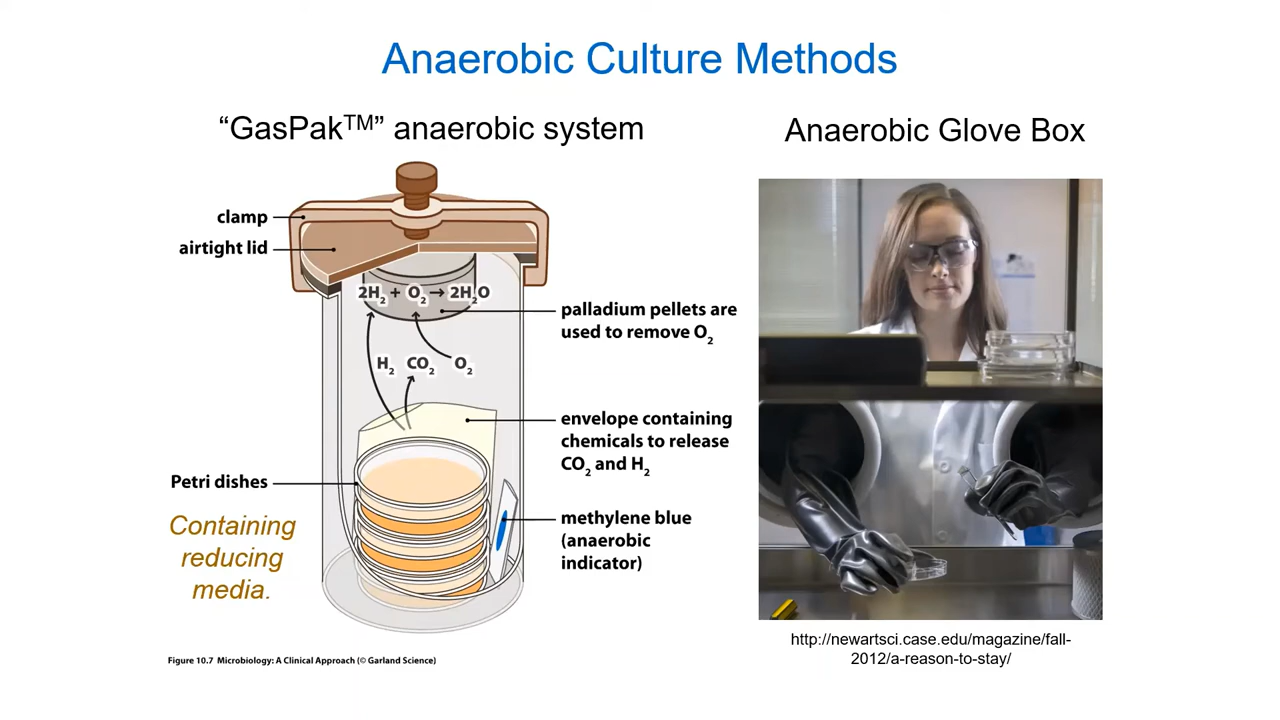 Anaerobic Culture Methods
“GasPak™” anaerobic system
clamp
airtight lid
2H₂ + O₂ → 2H₂O
palladium pellets are
used to remove O₂
H₂ CO₂ O₂
envelope containing
chemicals to release
CO₂ and H₂
Petri dishes
Containing
reducing
media.
methylene blue
(anaerobic
indicator)
Figure 10.7 Microbiology: A Clinical Approach (© Garland Science)
Anaerobic Glove Box
http://newartsci.case.edu/magazine/fall-
2012/a-reason-to-stay/